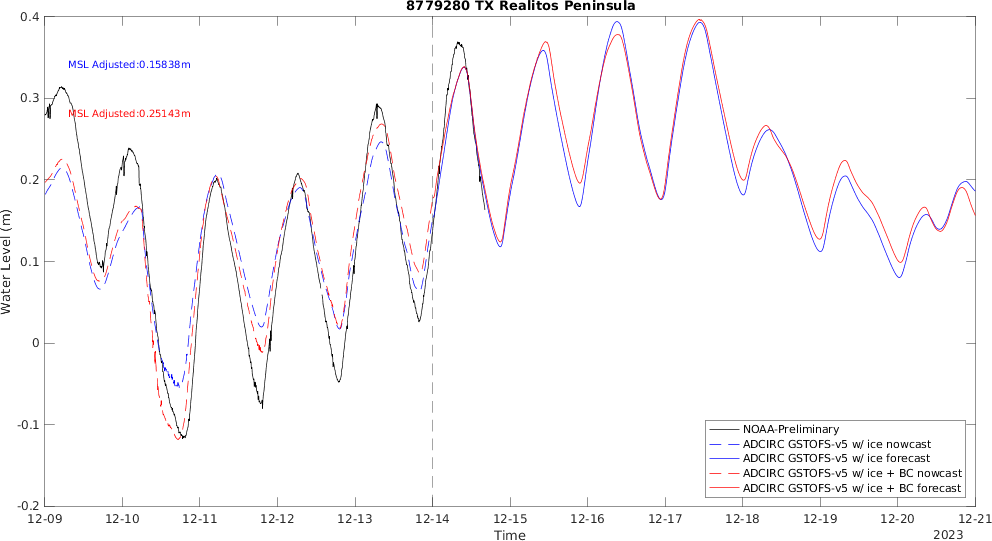 8779280 TX Realitos Peninsula
0.4
0.3
0.2
0.1
0
-0.1
-0.2
Water Level (m)
MSL Adjusted:0.15838m
MSL Adjusted:0.25143m
NOAA-Preliminary
ADCIRC GSTOFS-v5 w/ ice nowcast
ADCIRC GSTOFS-v5 w/ ice forecast
ADCIRC GSTOFS-v5 w/ ice + BC nowcast
ADCIRC GSTOFS-v5 w/ ice + BC forecast
12-09 12-10 12-11 12-12 12-13 12-14 12-15 12-16 12-17 12-18 12-19 12-20 12-21
Time
2023